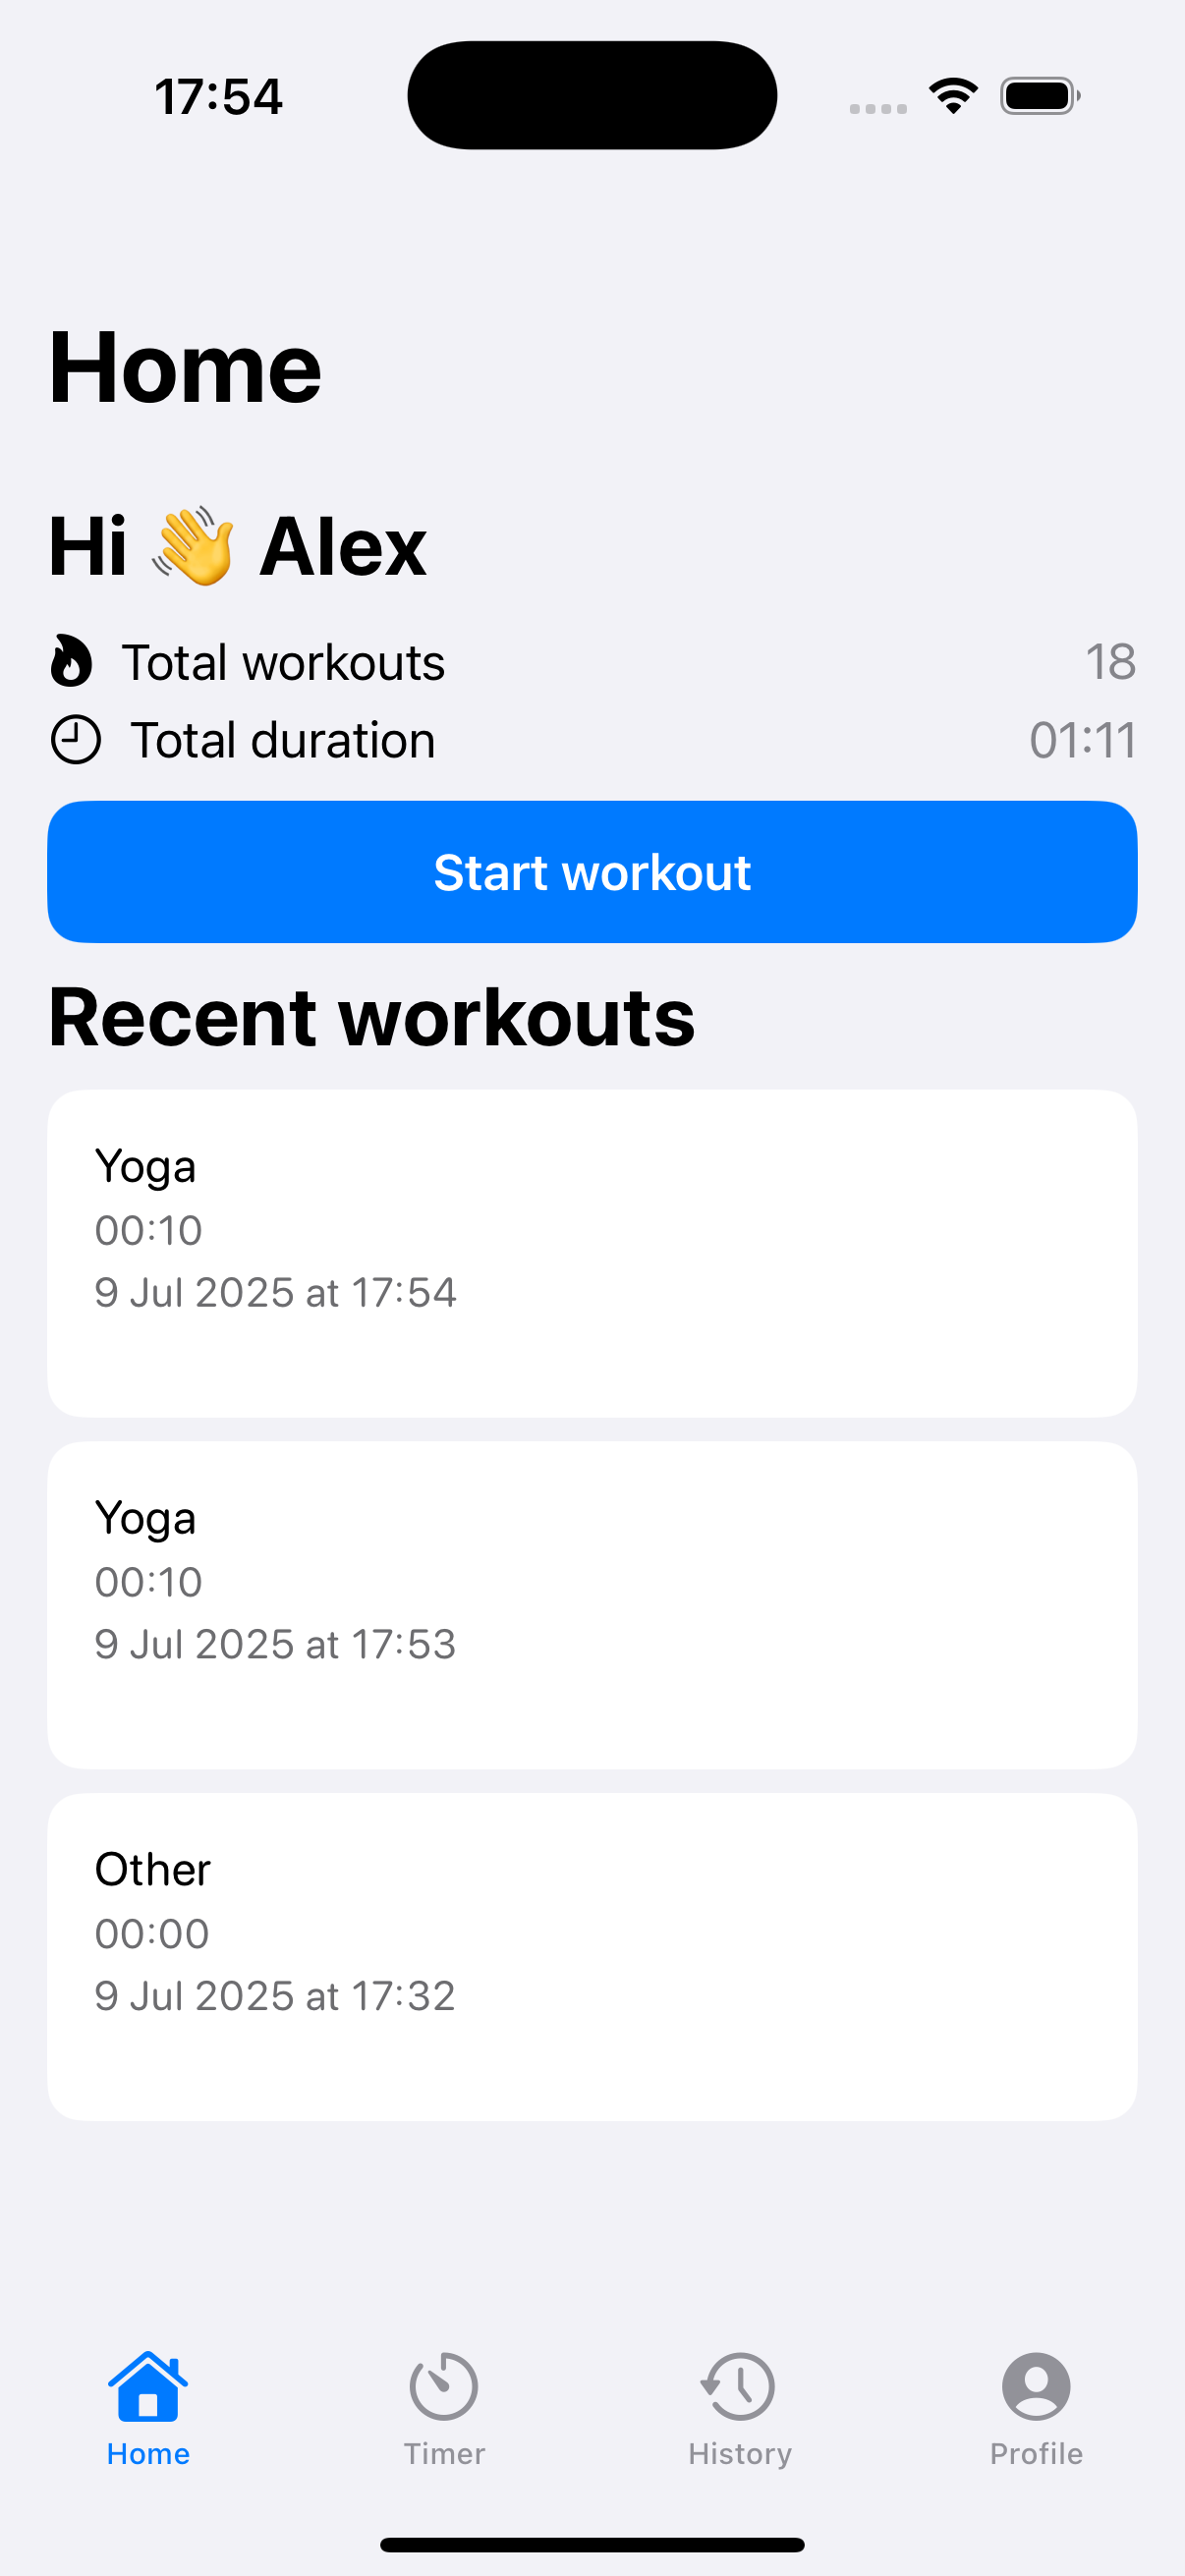 17:54
Home
Hi 👋 Alex
Total workouts 18
Total duration 01:11
Start workout
Recent workouts
Yoga
00:10
9 Jul 2025 at 17:54
Yoga
00:10
9 Jul 2025 at 17:53
Other
00:00
9 Jul 2025 at 17:32
Home Timer History Profile